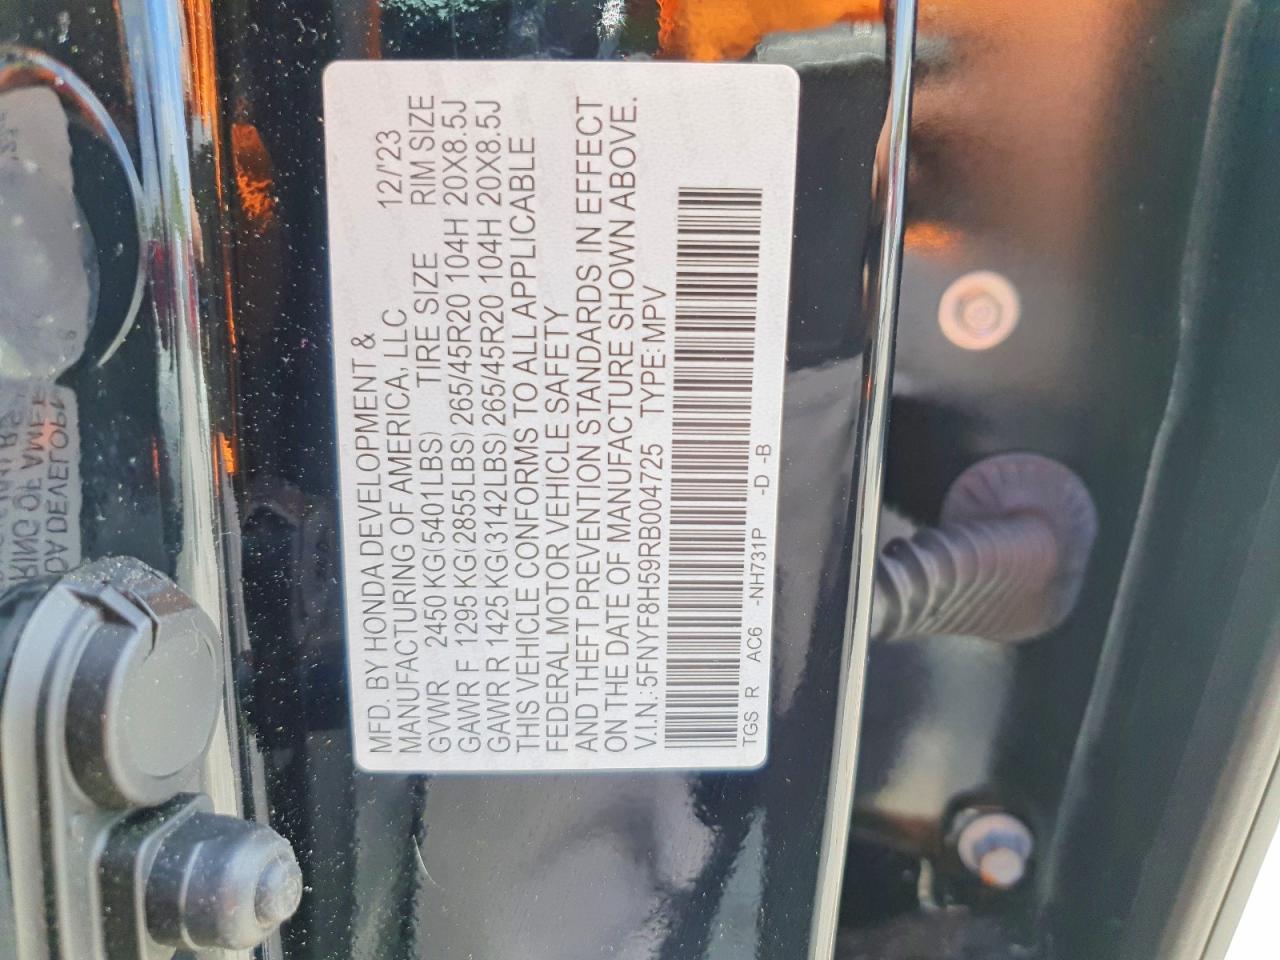 MFD. BY HONDA DEVELOPMENT &
MANUFACTURING OF AMERICA, LLC 12/'23
GVWR 2450 KG(5401LBS) TIRE SIZE RIM SIZE
GAWR F 1295 KG(2855LBS) 265/45R20 104H 20X8.5J
GAWR R 1425 KG(3142LBS) 265/45R20 104H 20X8.5J
THIS VEHICLE CONFORMS TO ALL APPLICABLE
FEDERAL MOTOR VEHICLE SAFETY
AND THEFT PREVENTION STANDARDS IN EFFECT
ON THE DATE OF MANUFACTURE SHOWN ABOVE.
V.I.N.: 5FNYF8H59RB004725 TYPE: MPV
TGS R AC6 -NH731P -D -B